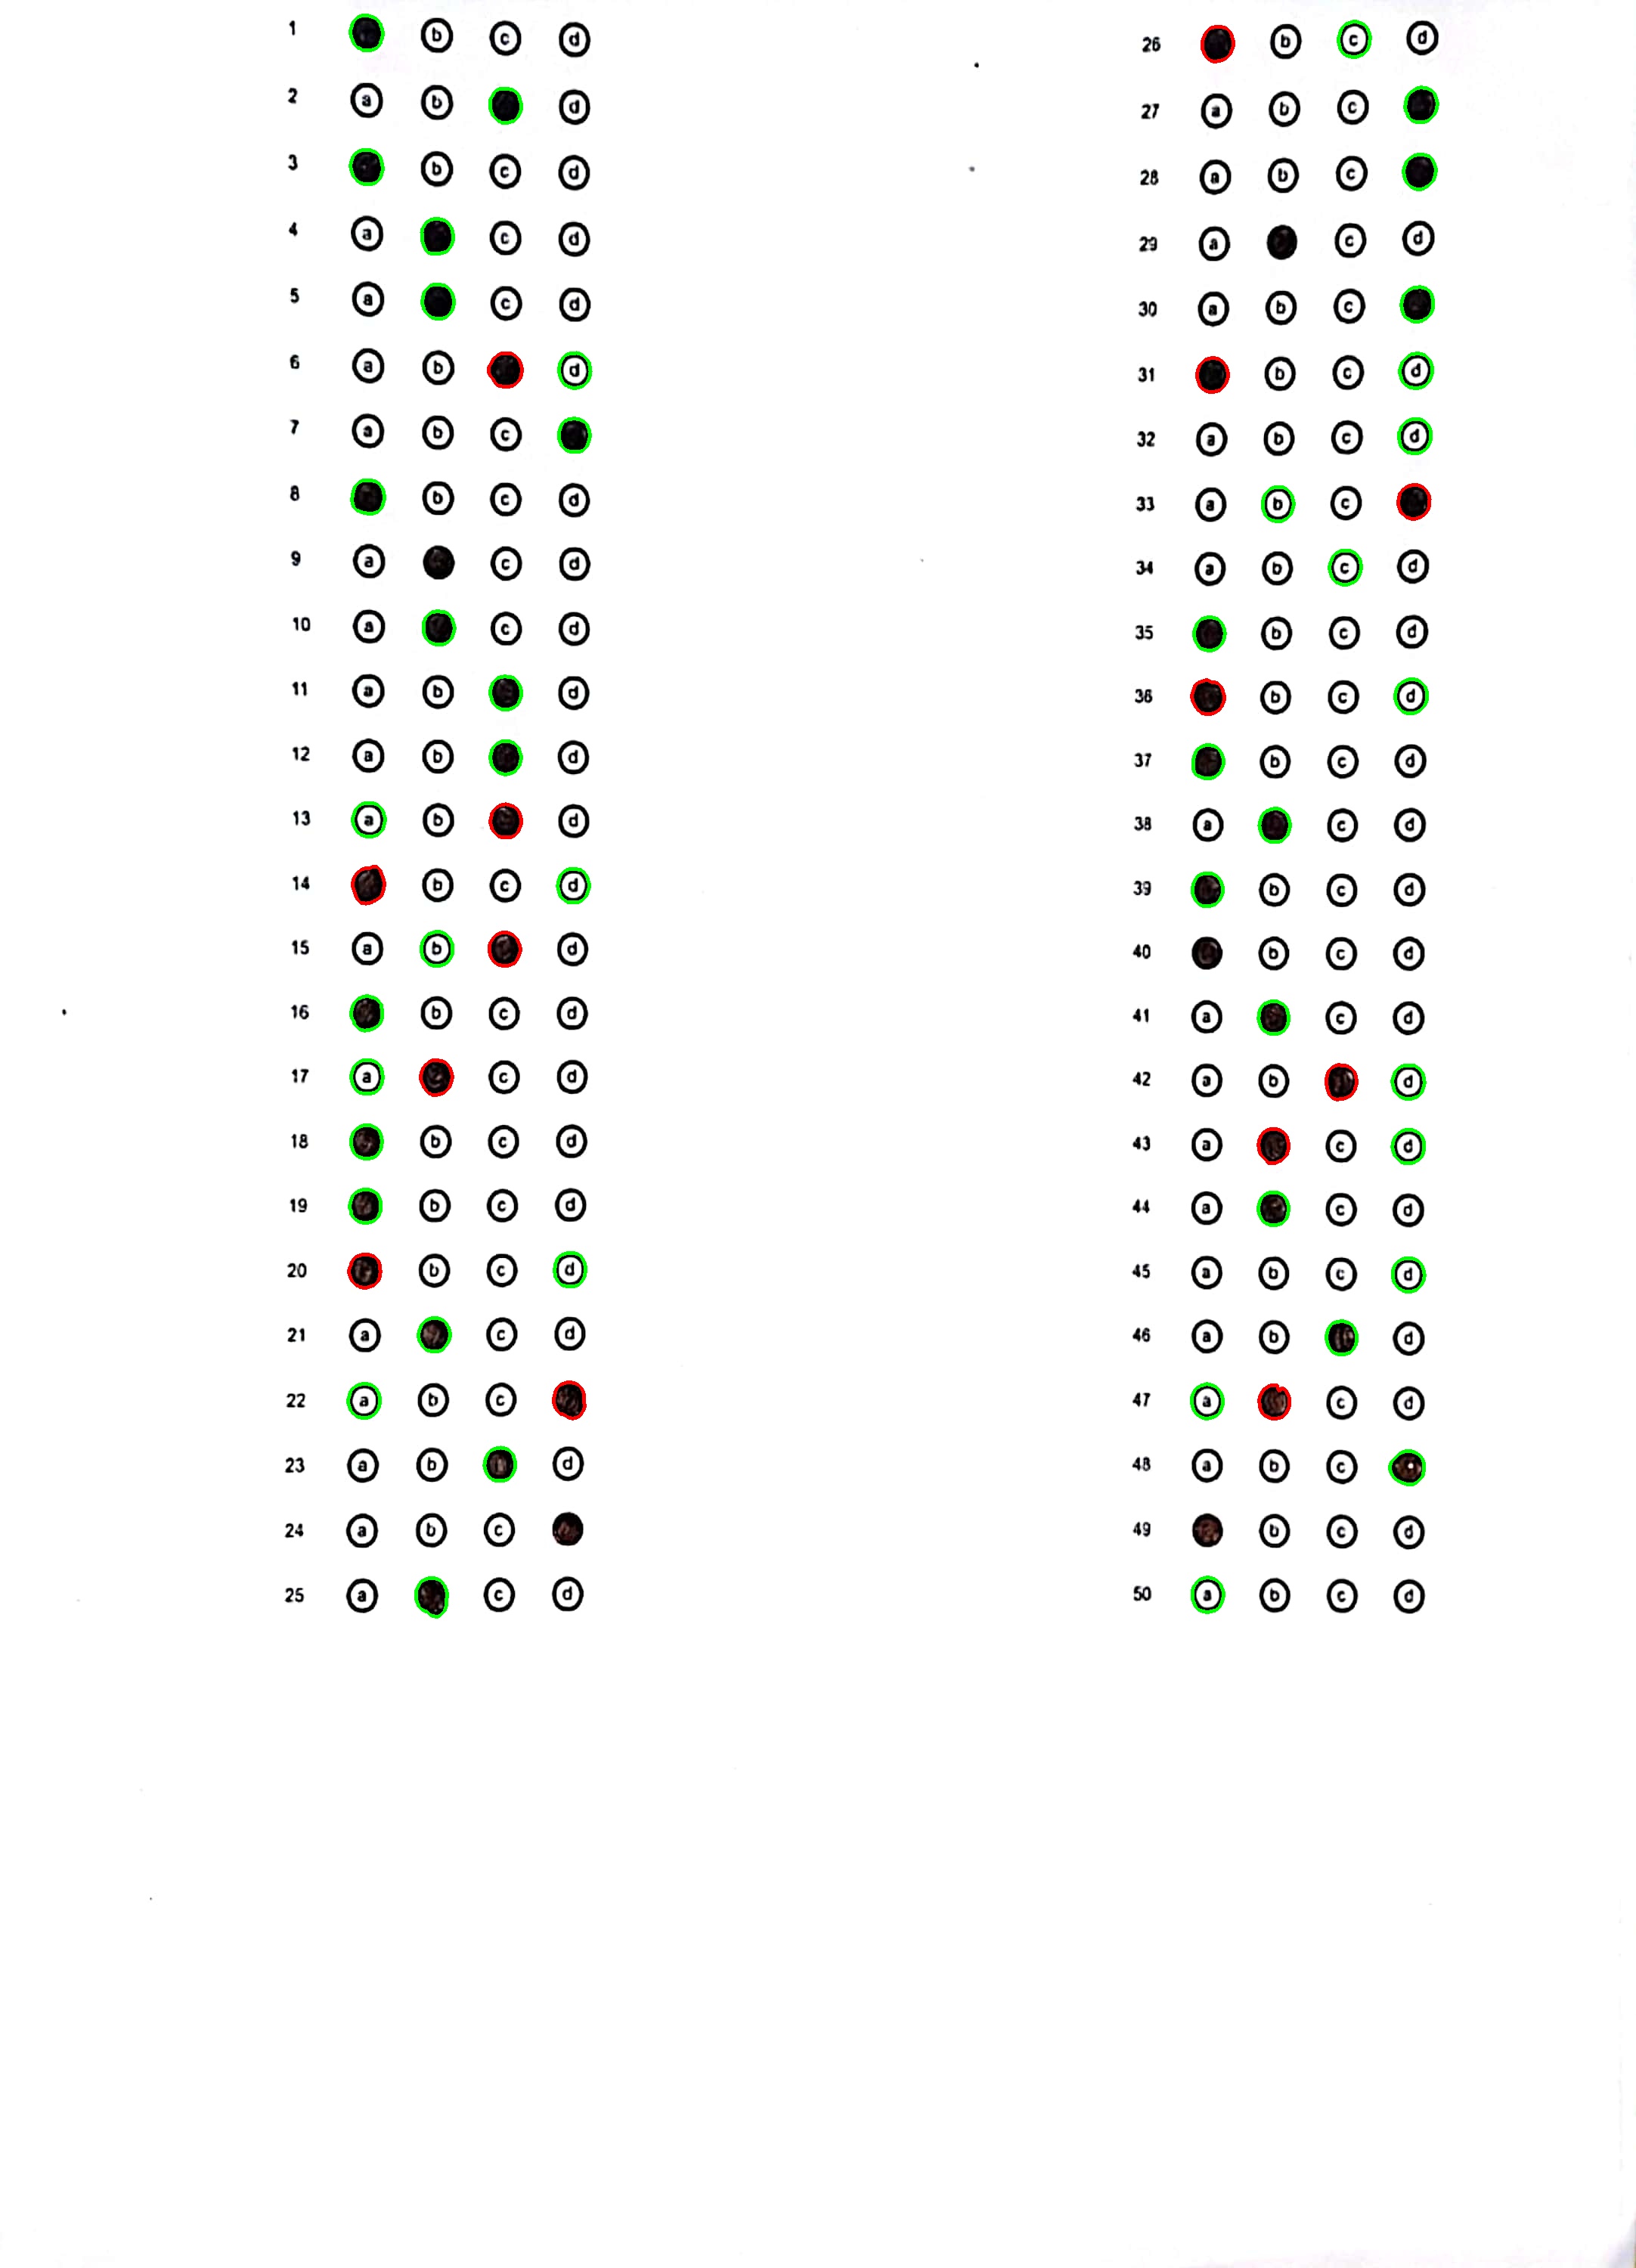 1 b c d
2 a b d
3 b c d
4 a c d
5 a c d
6 a b d
7 a b c
8 b c d
9 a c d
10 a c d
11 a b d
12 a b d
13 a b d
14 b c d
15 a b d
16 b c d
17 a c d
18 b c d
19 b c d
20 b c d
21 a c d
22 a b c
23 a b d
24 a b c
25 a c d
26 b c d
27 a b c
28 a b c
29 a c d
30 a b c
31 b c d
32 a b c d
33 a b c
34 a b c d
35 b c d
36 b c d
37 b c d
38 a c d
39 b c d
40 b c d
41 a c d
42 a b d
43 a c d
44 a c d
45 a b c d
46 a b d
47 a c d
48 a b c
49 b c d
50 a b c d